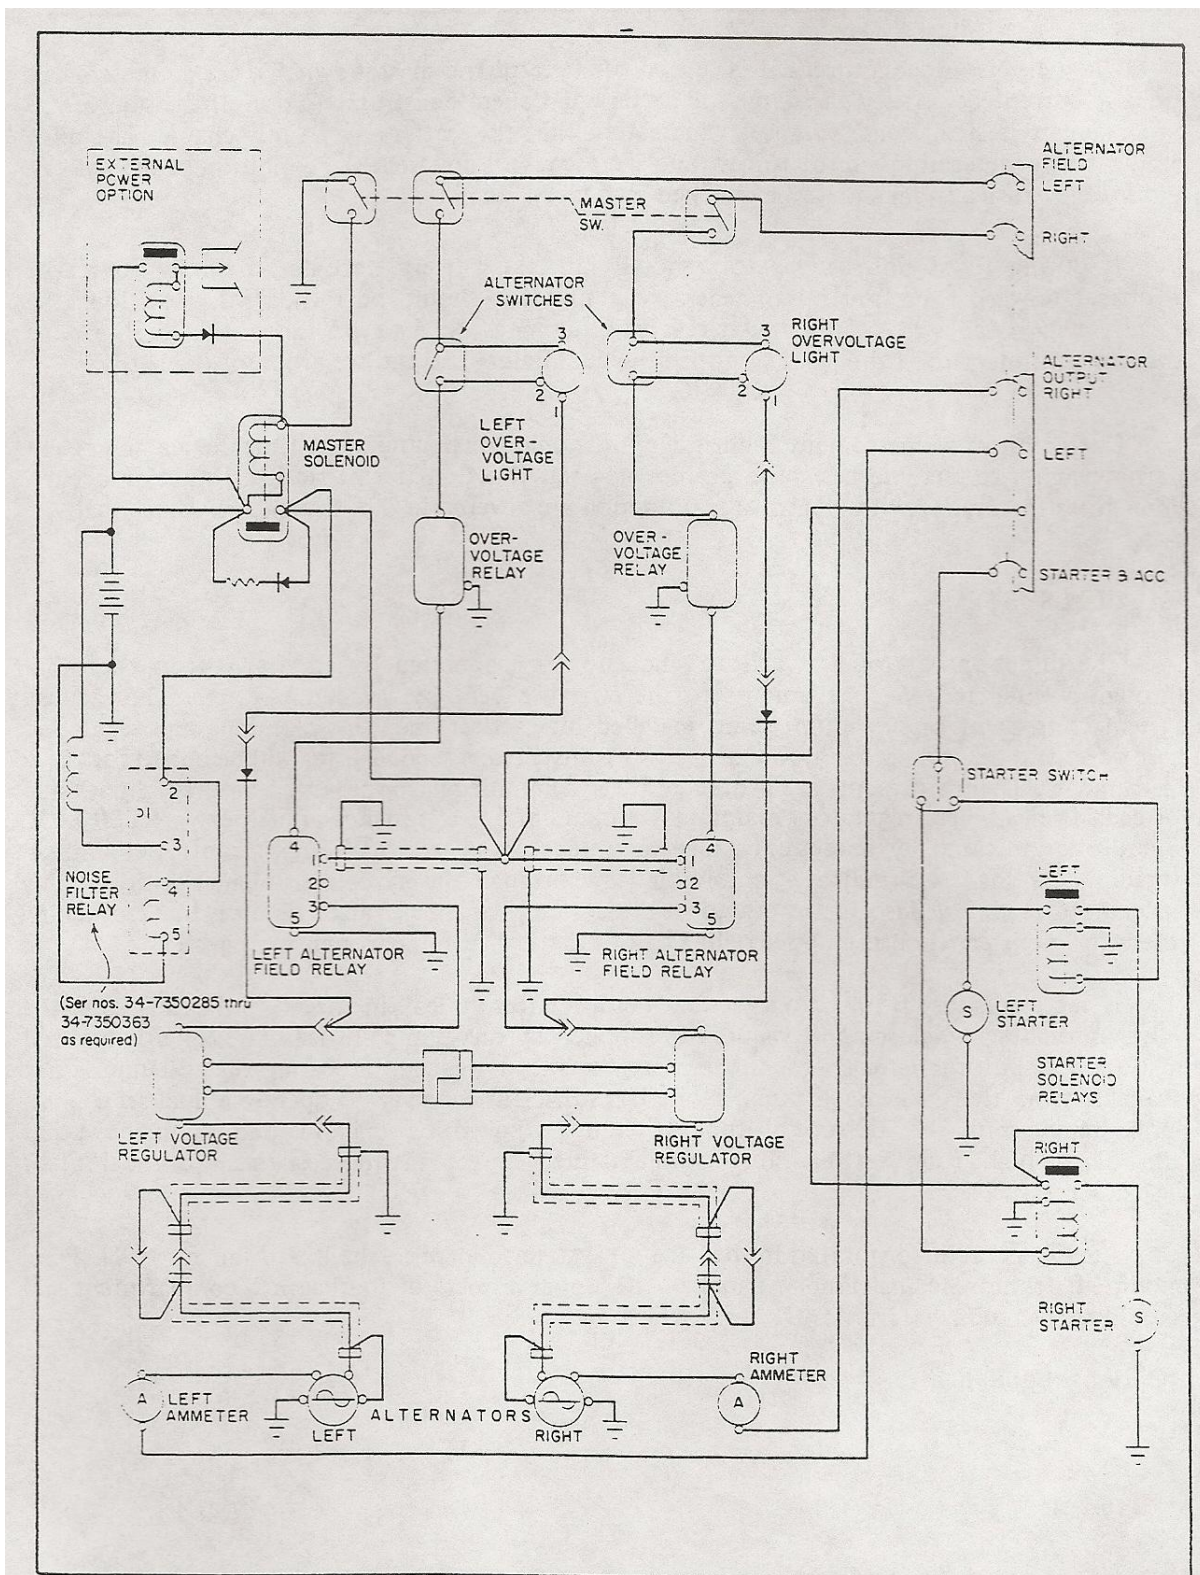 EXTERNAL
POWER
OPTION
ALTERNATOR
FIELD
LEFT
RIGHT
MASTER
SW.
ALTERNATOR
SWITCHES
3
2
1
LEFT
OVER-
VOLTAGE
LIGHT
3
2
1
RIGHT
OVERVOLTAGE
LIGHT
ALTERNATOR
OUTPUT
RIGHT
LEFT
STARTER & ACC
MASTER
SOLENOID
OVER-
VOLTAGE
RELAY
OVER-
VOLTAGE
RELAY
STARTER SWITCH
2
3
4
5
NOISE
FILTER
RELAY
(Ser nos. 34-7350285 thru
34-7350363
as required)
4
1
2
3
5
LEFT ALTERNATOR
FIELD RELAY
4
1
2
3
5
RIGHT ALTERNATOR
FIELD RELAY
LEFT
S
LEFT
STARTER
STARTER
SOLENOID
RELAYS
RIGHT
S
RIGHT
STARTER
LEFT VOLTAGE
REGULATOR
RIGHT VOLTAGE
REGULATOR
A
LEFT
AMMETER
ALTERNATORS
LEFT
RIGHT
RIGHT
AMMETER
A